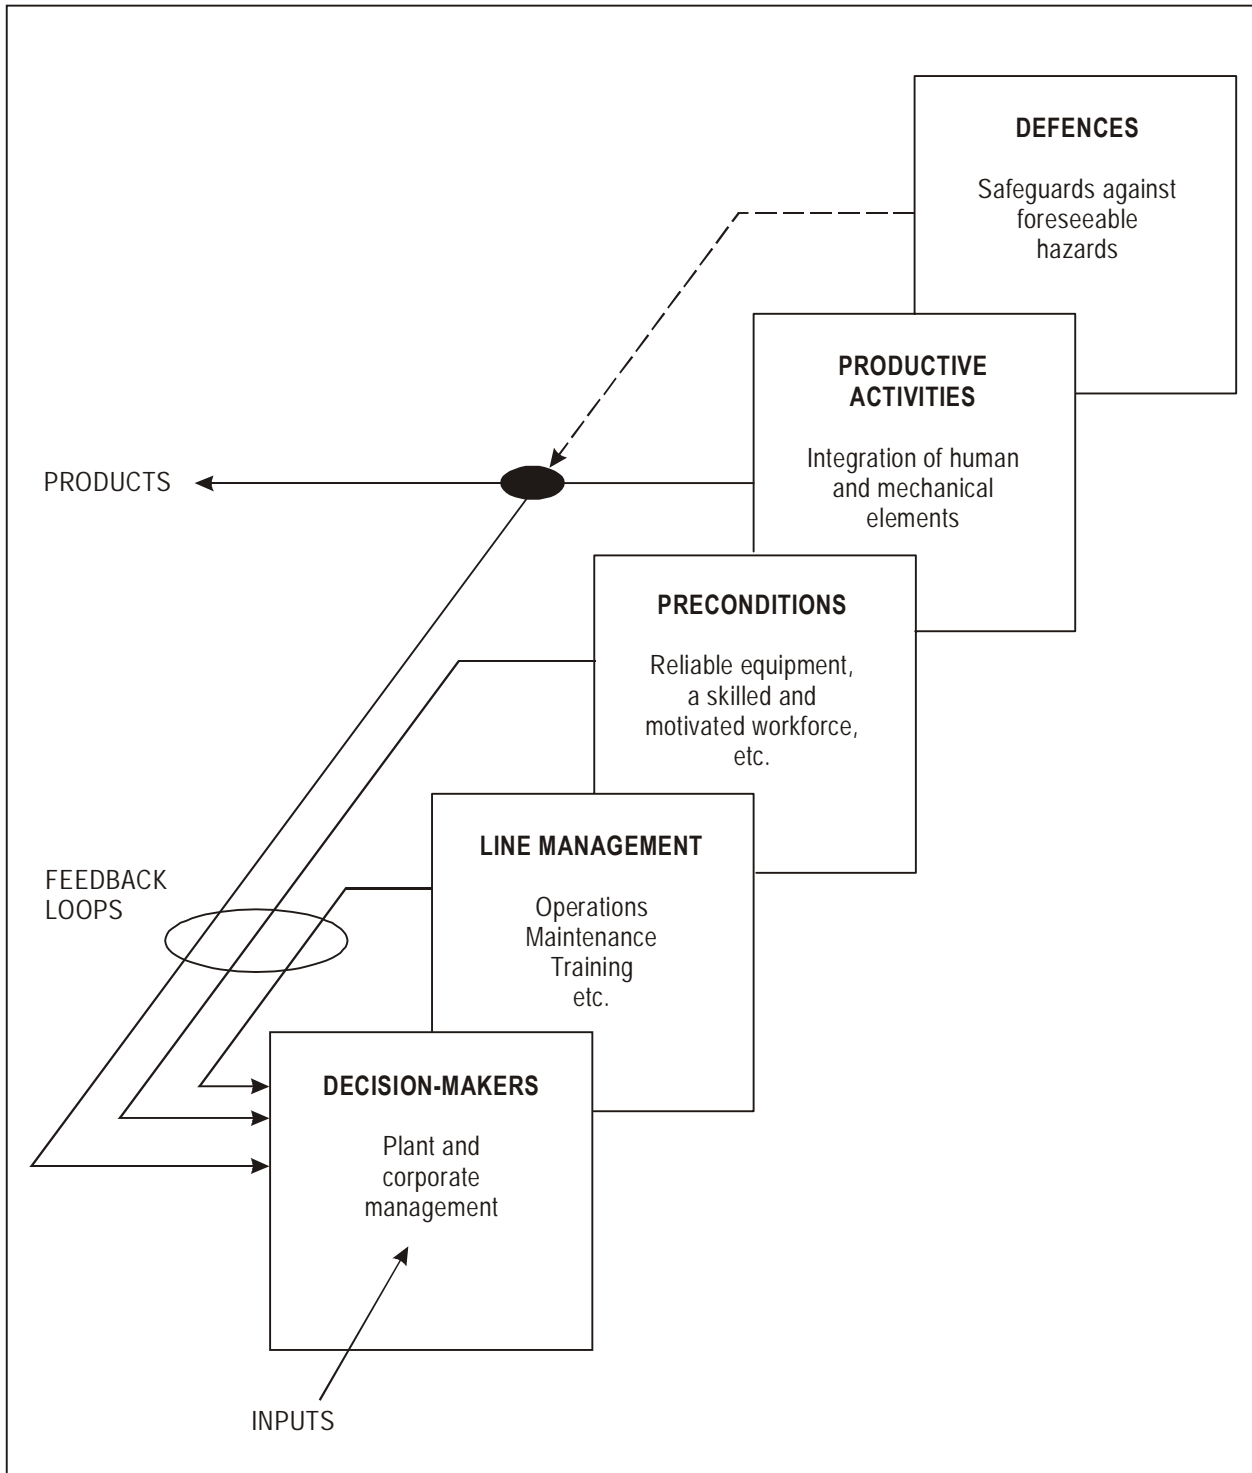 DEFENCES
Safeguards against
foreseeable
hazards
PRODUCTIVE
ACTIVITIES
Integration of human
and mechanical
elements
PRODUCTS
PRECONDITIONS
Reliable equipment,
a skilled and
motivated workforce,
etc.
LINE MANAGEMENT
Operations
Maintenance
Training
etc.
FEEDBACK
LOOPS
DECISION-MAKERS
Plant and
corporate
management
INPUTS